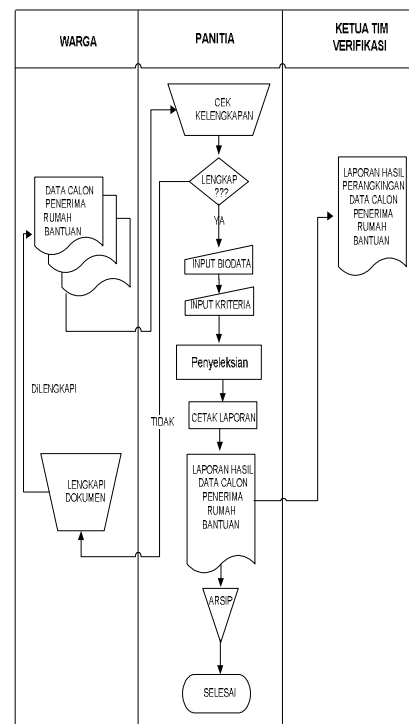 WARGA
PANITIA
KETUA TIM
VERIFIKASI
CEK
KELENGKAPAN
LENGKAP
???
YA
TIDAK
DATA CALON
PENERIMA
RUMAH
BANTUAN
DiLENGKAPI
LENGKAPI
DOKUMEN
INPUT BIODATA
INPUT KRITERIA
Penyeleksian
CETAK LAPORAN
LAPORAN HASIL
DATA CALON
PENERIMA
RUMAH
BANTUAN
ARSIP
SELESAI
LAPORAN HASIL
PERANGKINGAN
DATA CALON
PENERIMA
RUMAH
BANTUAN